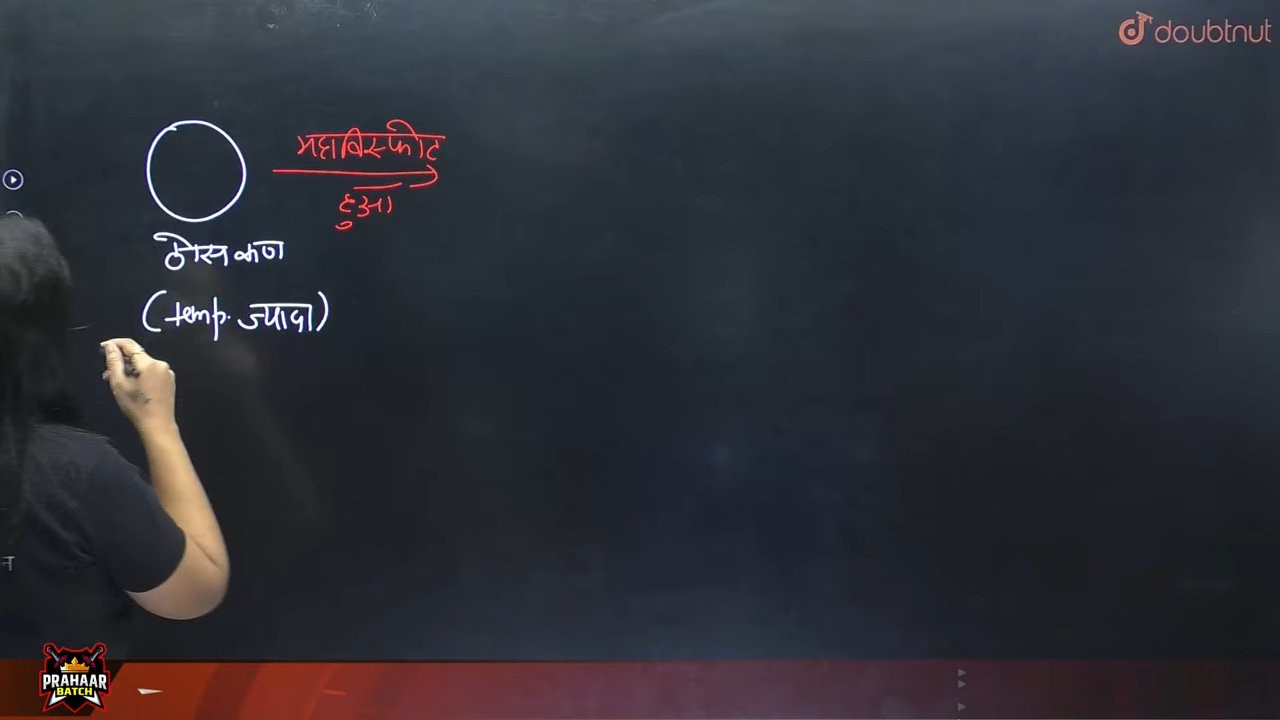 doubtnut
महाविस्फोट
हुआ
ठोस कण
(temp. ज्यादा)
न
PRAHAAR
BATCH